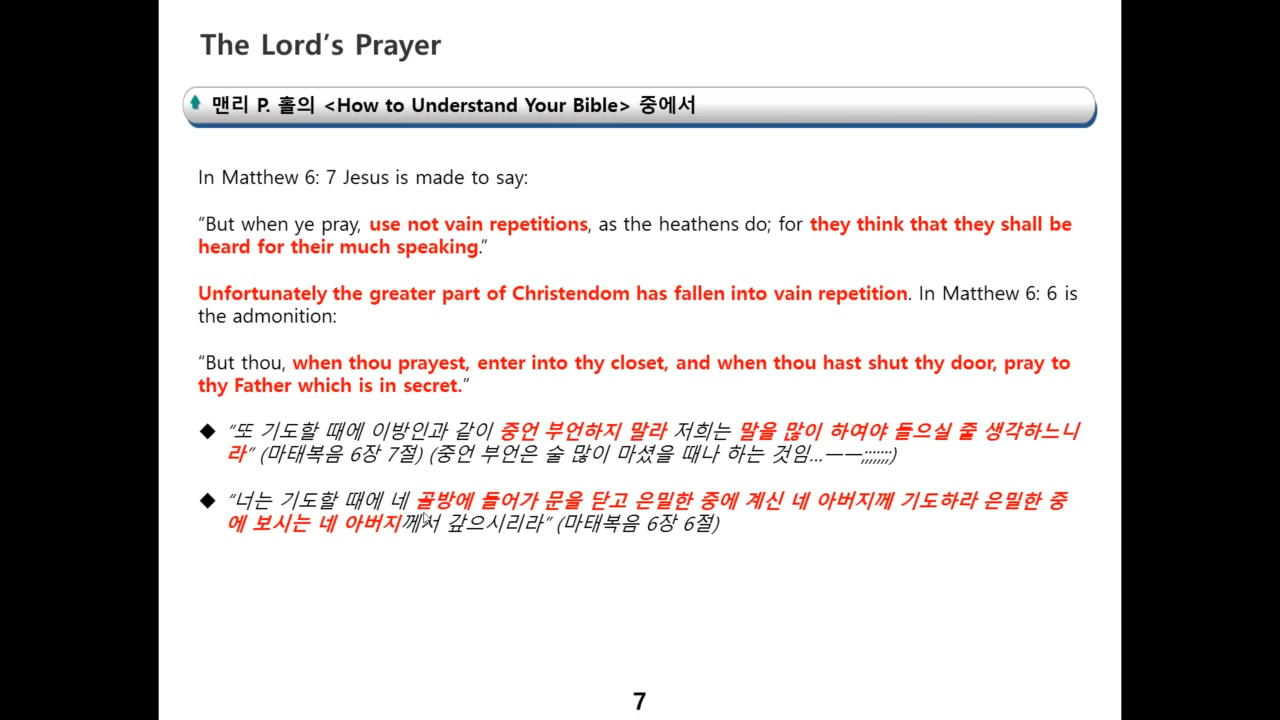 The Lord’s Prayer
맨리 P. 홀의 <How to Understand Your Bible> 중에서
In Matthew 6: 7 Jesus is made to say:
“But when ye pray, use not vain repetitions, as the heathens do; for they think that they shall be
heard for their much speaking.”
Unfortunately the greater part of Christendom has fallen into vain repetition. In Matthew 6: 6 is
the admonition:
“But thou, when thou prayest, enter into thy closet, and when thou hast shut thy door, pray to
thy Father which is in secret.”
◆ “또 기도할 때에 이방인과 같이 중언 부언하지 말라 저희는 말을 많이 하여야 들으실 줄 생각하느니
라” (마태복음 6장 7절) (중언 부언은 술 많이 마셨을 때나 하는 것임...ㅡㅡ;;;;;;;)
◆ “너는 기도할 때에 네 골방에 들어가 문을 닫고 은밀한 중에 계신 네 아버지께 기도하라 은밀한 중
에 보시는 네 아버지께서 갚으시리라” (마태복음 6장 6절)
7